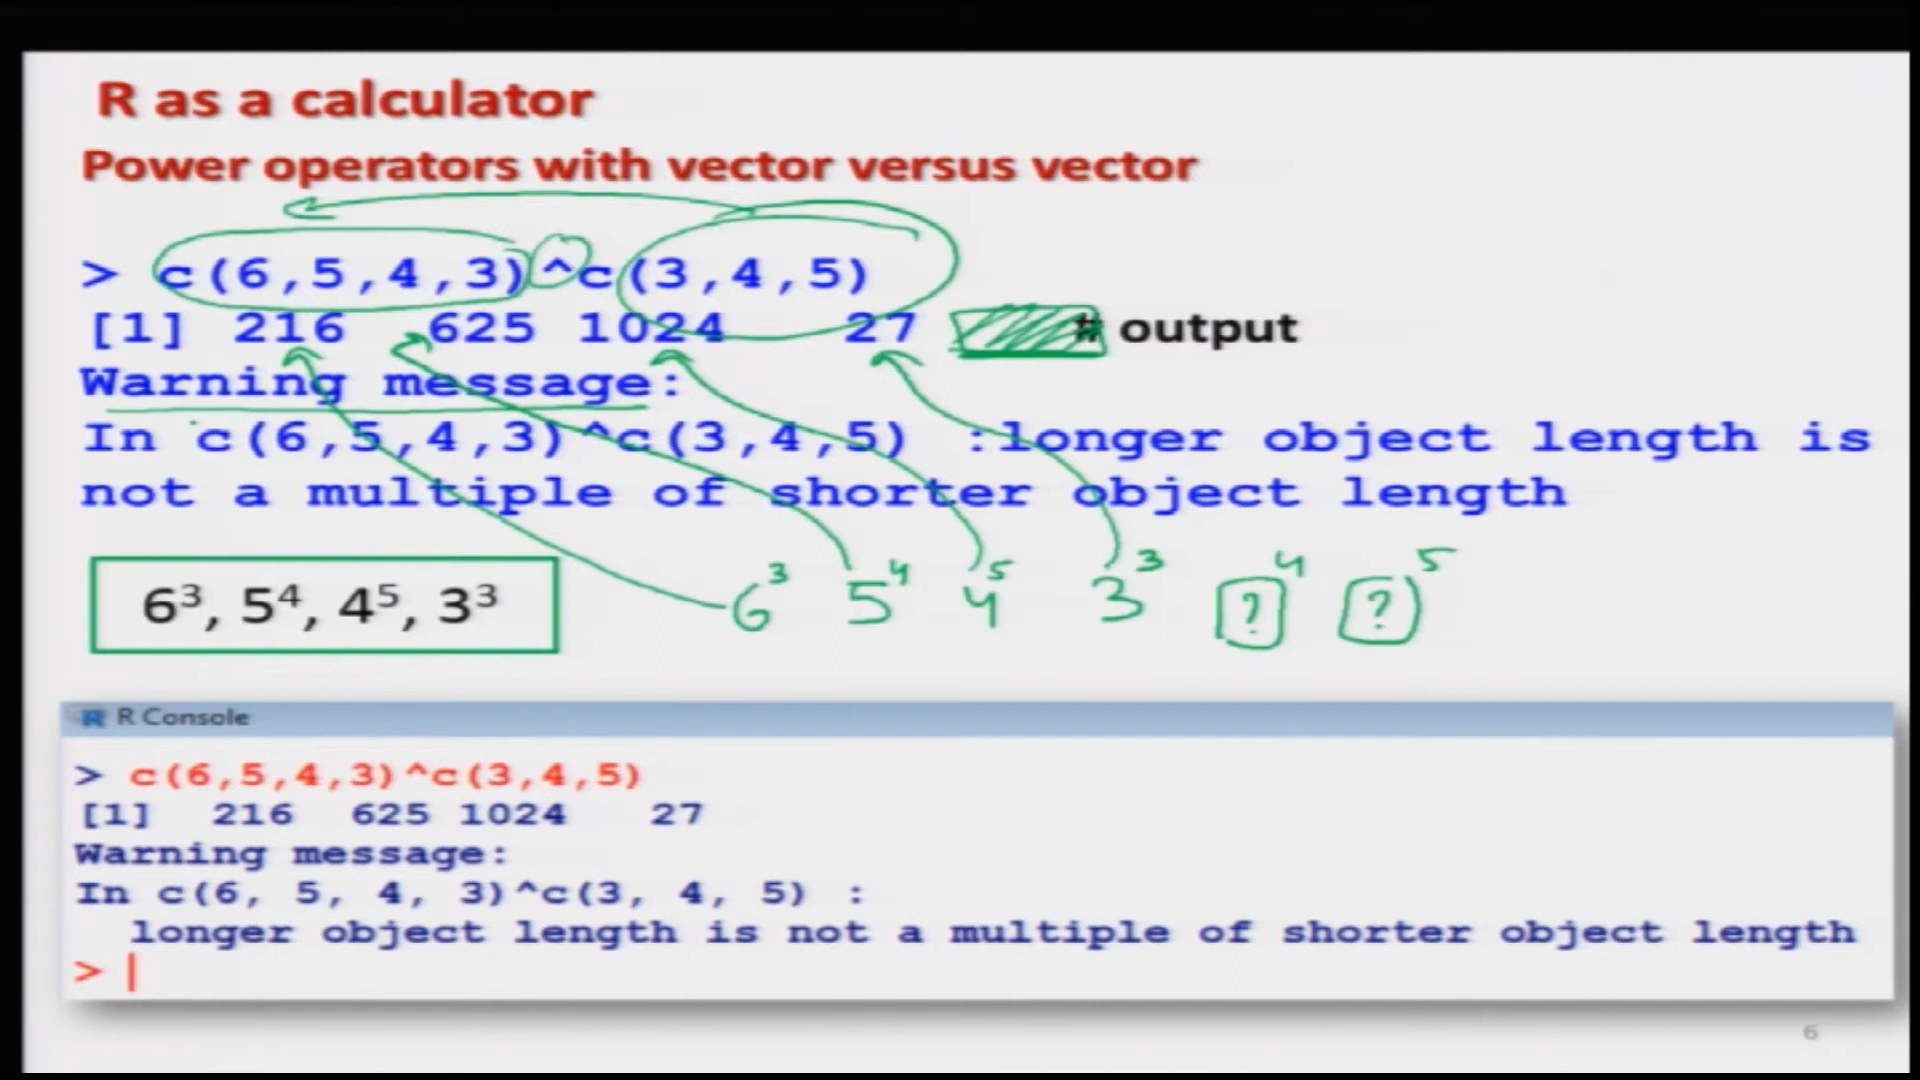 R as a calculator
Power operators with vector versus vector
> c(6,5,4,3)^c(3,4,5)
[1] 216 625 1024 27 # output
Warning message:
In c(6,5,4,3)^c(3,4,5) :longer object length is
not a multiple of shorter object length
6³, 5⁴, 4⁵, 3³
6³ 5⁴ 4⁵ 3³ ?⁴ ?⁵
R Console
> c(6,5,4,3)^c(3,4,5)
[1] 216 625 1024 27
Warning message:
In c(6, 5, 4, 3)^c(3, 4, 5) :
longer object length is not a multiple of shorter object length
>
6